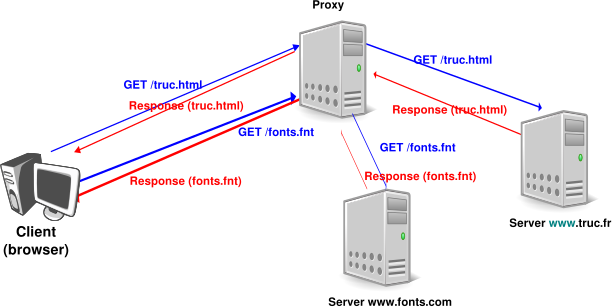 Proxy
GET /truc.html
GET /truc.html
Response (truc.html)
Response (truc.html)
GET /fonts.fnt
GET /fonts.fnt
Response (fonts.fnt)
Response (fonts.fnt)
Client
(browser)
Server www.truc.fr
Server www.fonts.com